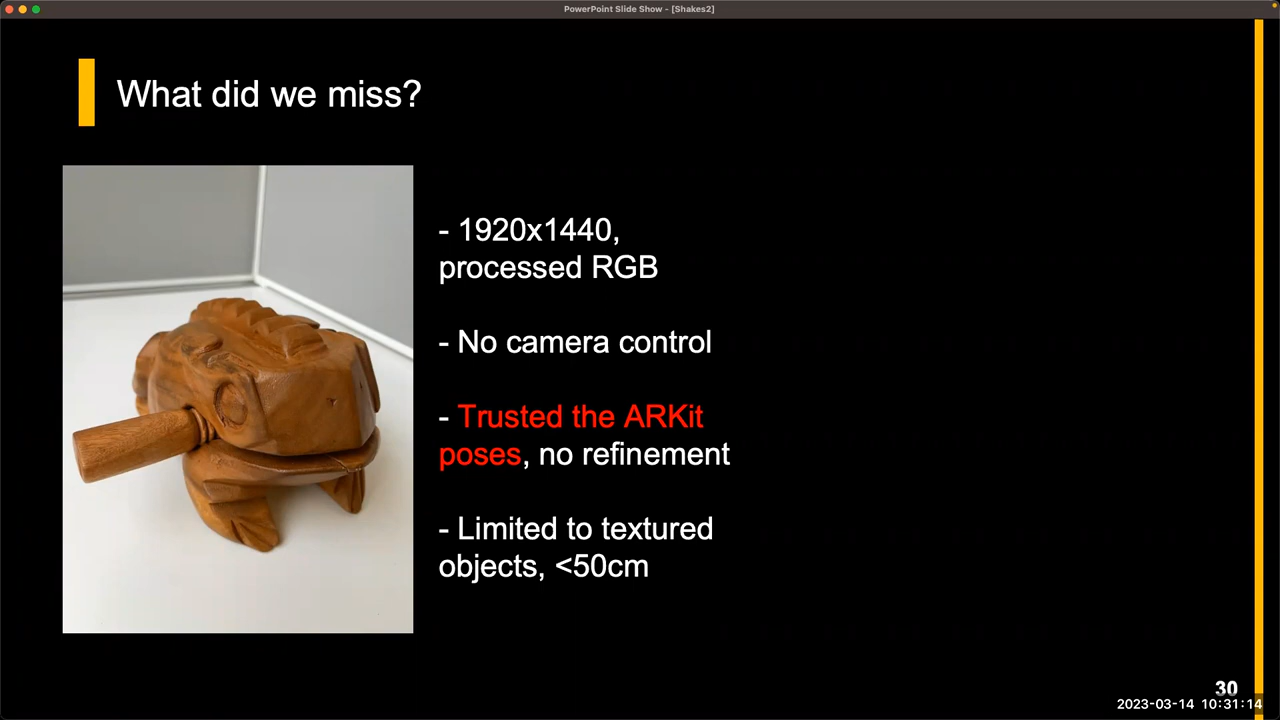 PowerPoint Slide Show - [Shakes2]
What did we miss?
- 1920x1440,
processed RGB
- No camera control
- Trusted the ARKit
poses, no refinement
- Limited to textured
objects, <50cm
30
2023-03-14 10:31:14